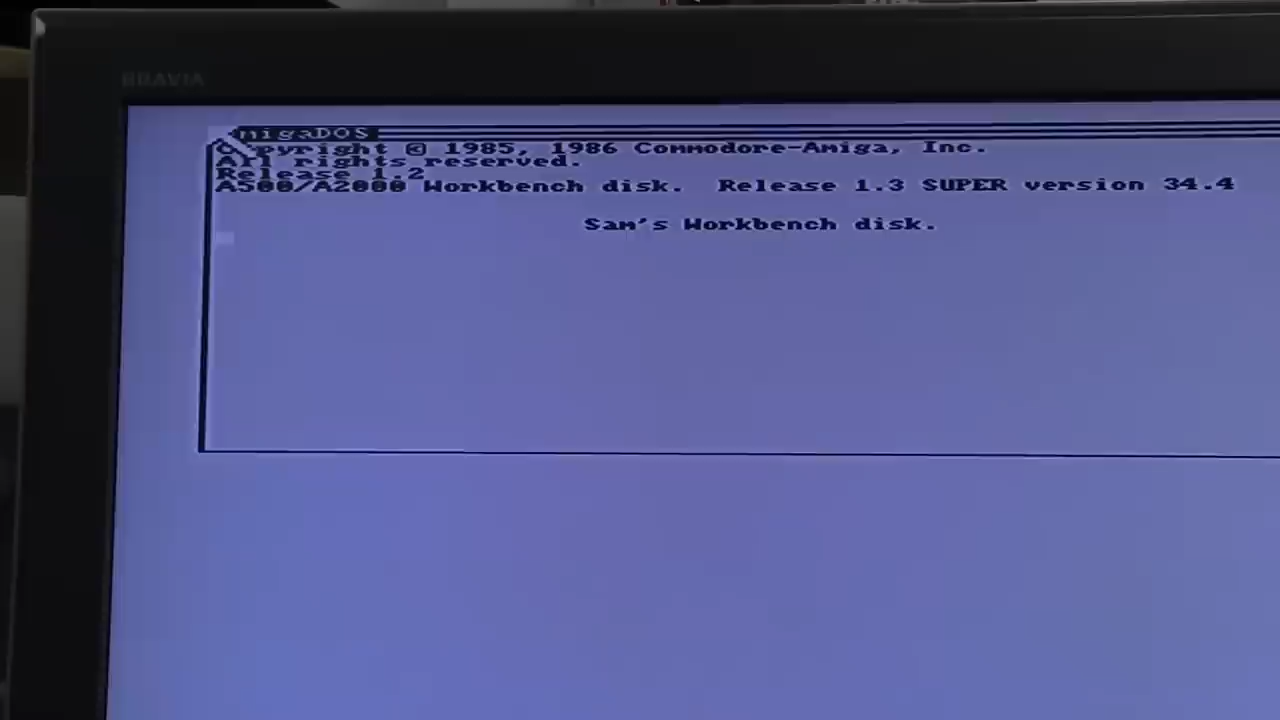 BRAVIA
AmigaDOS
Copyright © 1985, 1986 Commodore-Amiga, Inc.
All rights reserved.
Release 1.2
A500/A2000 Workbench disk.  Release 1.3 SUPER version 34.4
Sam's Workbench disk.